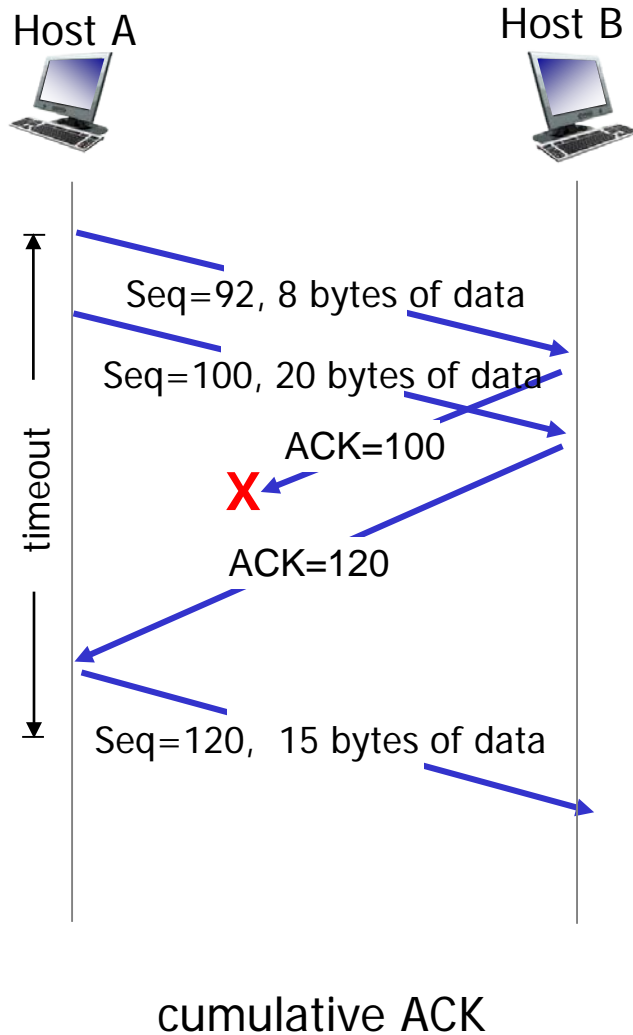 Host A
Host B
Seq=92, 8 bytes of data
Seq=100, 20 bytes of data
ACK=100
X
timeout
ACK=120
Seq=120,  15 bytes of data
cumulative ACK